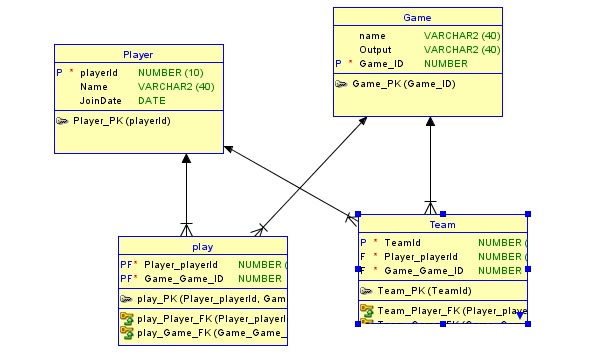 Game
name VARCHAR2 (40)
Output VARCHAR2 (40)
P * Game_ID NUMBER
Game_PK (Game_ID)
Player
P * playerId NUMBER (10)
Name VARCHAR2 (40)
JoinDate DATE
Player_PK (playerId)
play
PF* Player_playerId NUMBER (
PF* Game_Game_ID NUMBER
play_PK (Player_playerId, Gam
play_Player_FK (Player_playerI
play_Game_FK (Game_Game_
Team
P * TeamId NUMBER (
F * Player_playerId NUMBER (
F * Game_Game_ID NUMBER
Team_PK (TeamId)
Team_Player_FK (Player_playe